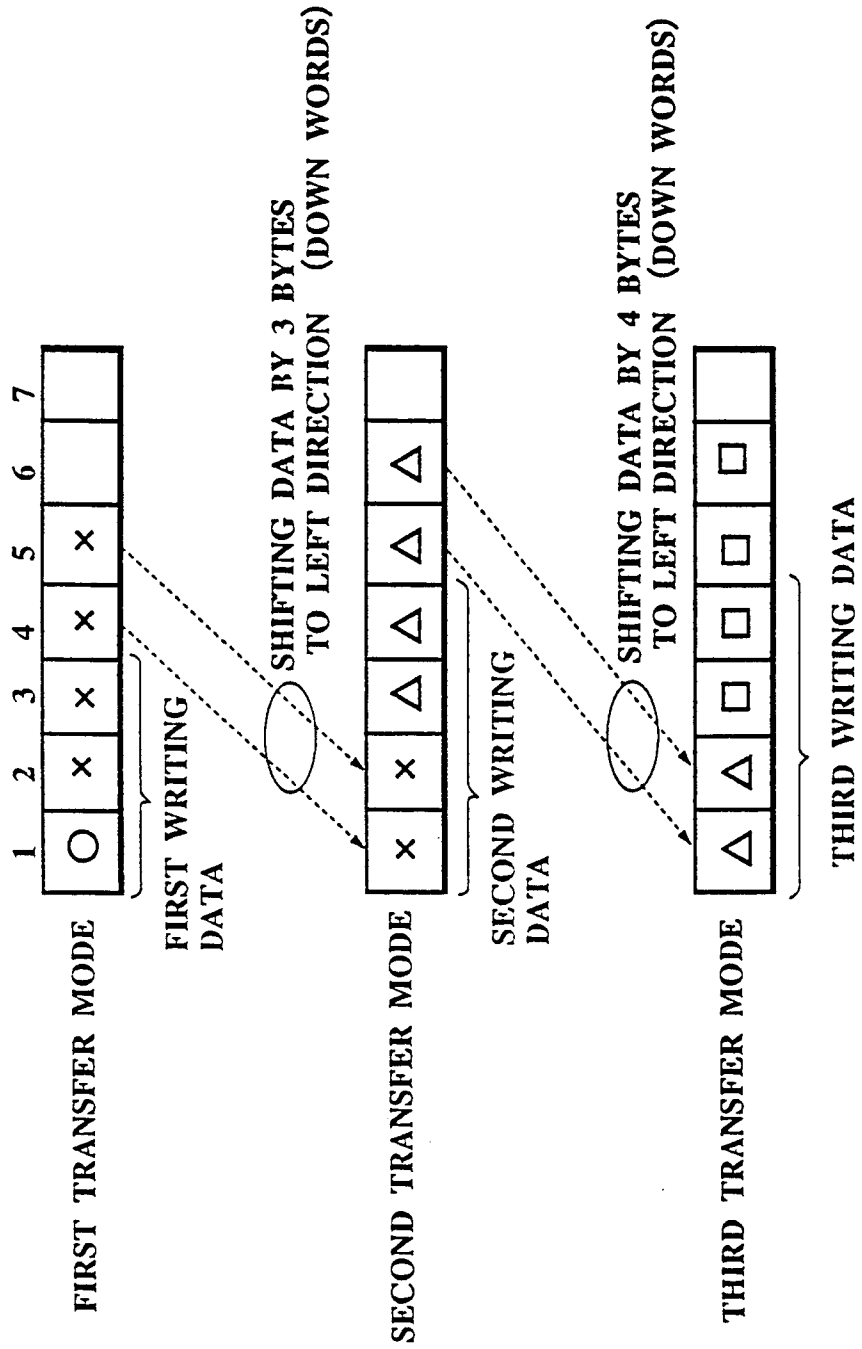 1 2 3 4 5 6 7
FIRST TRANSFER MODE
○ × × × ×
FIRST WRITING
DATA
SHIFTING DATA BY 3 BYTES
TO LEFT DIRECTION (DOWN WORDS)
SECOND TRANSFER MODE
× × △ △ △ △
SECOND WRITING
DATA
SHIFTING DATA BY 4 BYTES
TO LEFT DIRECTION (DOWN WORDS)
THIRD TRANSFER MODE
△ △ □ □ □ □
THIRD WRITING DATA